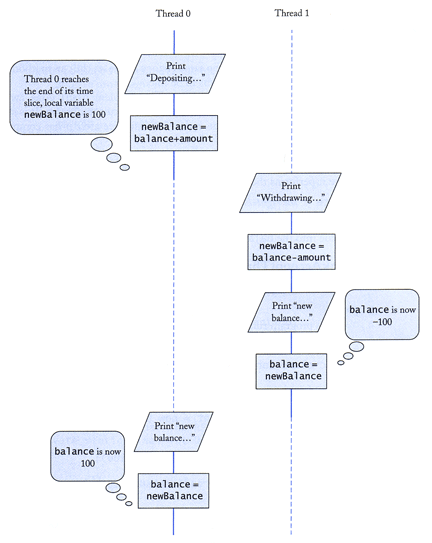 Thread 0
Thread 1
Print
“Depositing...”
Thread 0 reaches
the end of its time
slice, local variable
newBalance is 100
newBalance =
balance+amount
Print
“Withdrawing...”
newBalance =
balance-amount
Print “new
balance...”
balance is now
−100
balance =
newBalance
Print “new
balance...”
balance is now
100
balance =
newBalance